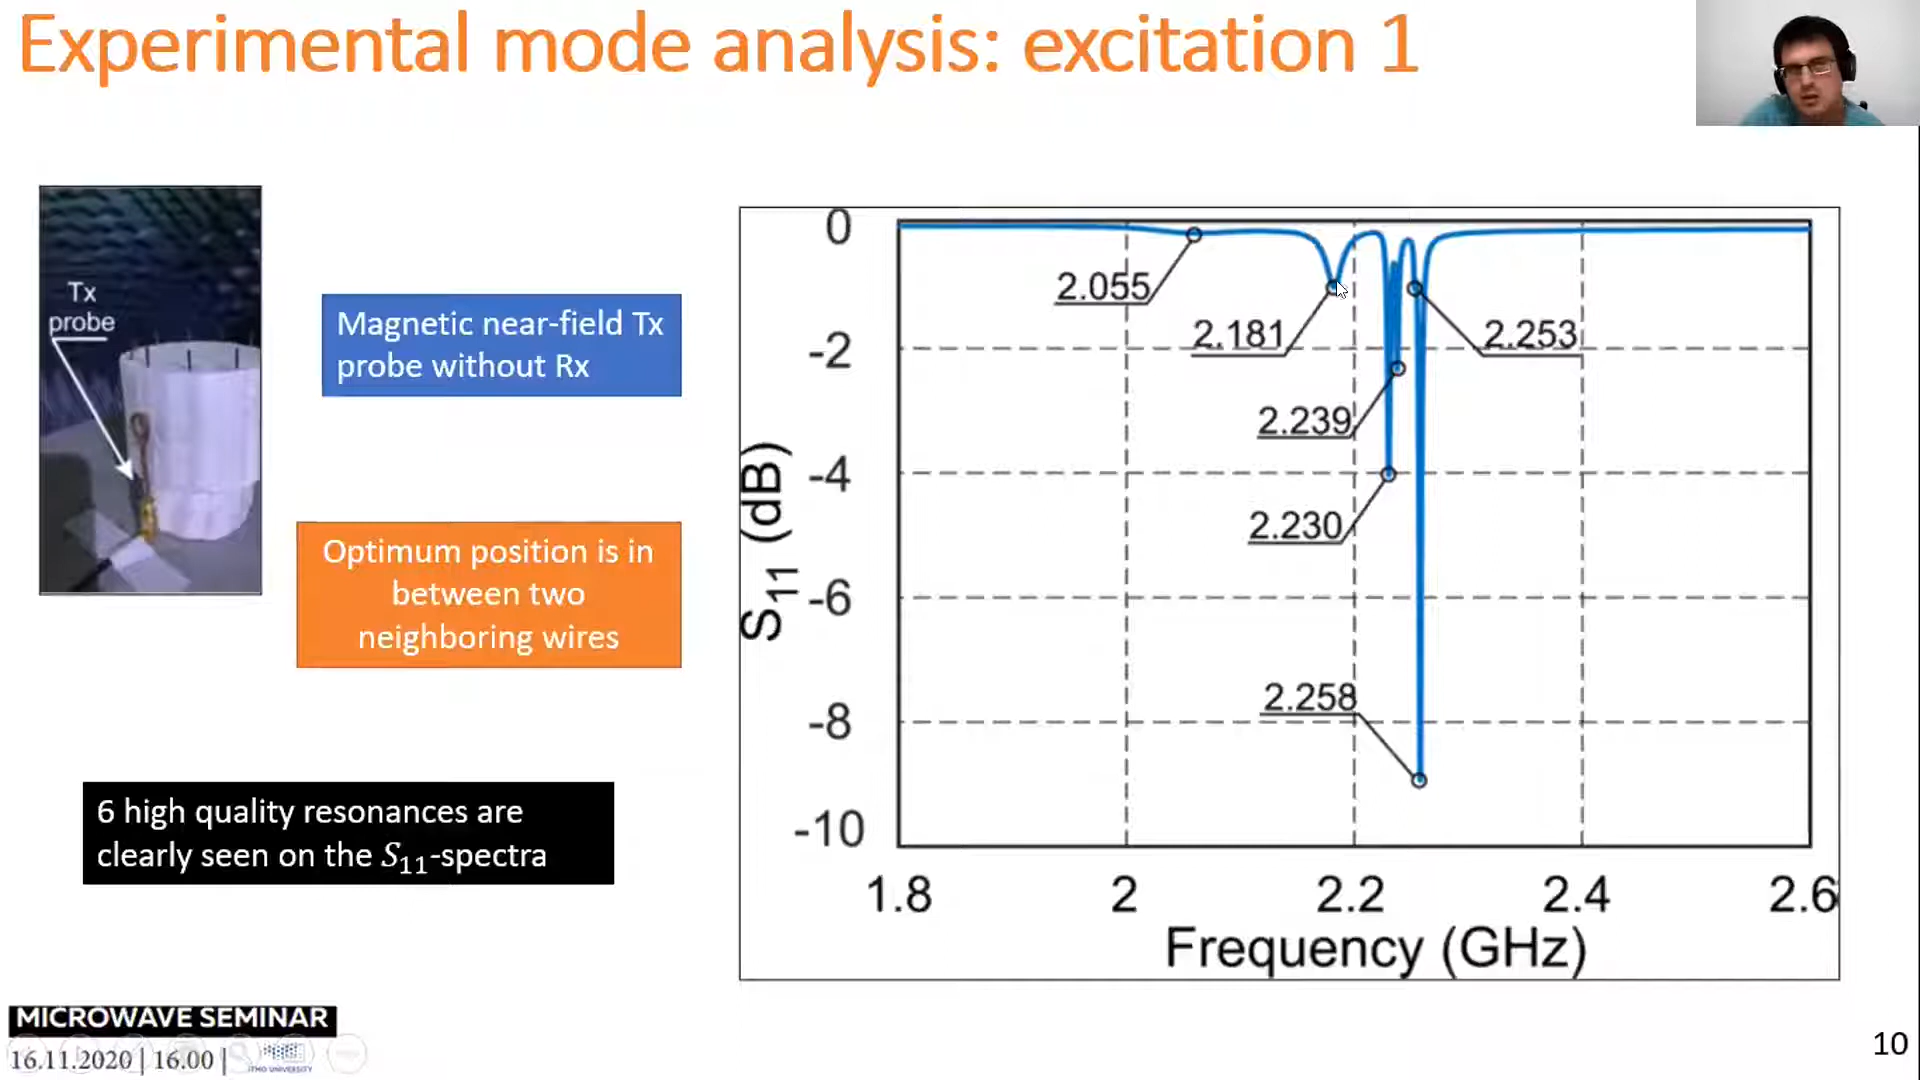 Experimental mode analysis: excitation 1
Tx
probe
Magnetic near-field Tx
probe without Rx
Optimum position is in
between two
neighboring wires
6 high quality resonances are
clearly seen on the S₁₁-spectra
0
-2
-4
-6
-8
-10
S₁₁ (dB)
2.055
2.181
2.253
2.239
2.230
2.258
1.8 2 2.2 2.4 2.6
Frequency (GHz)
MICROWAVE SEMINAR
16.11.2020 | 16.00 |
ITMO UNIVERSITY
10